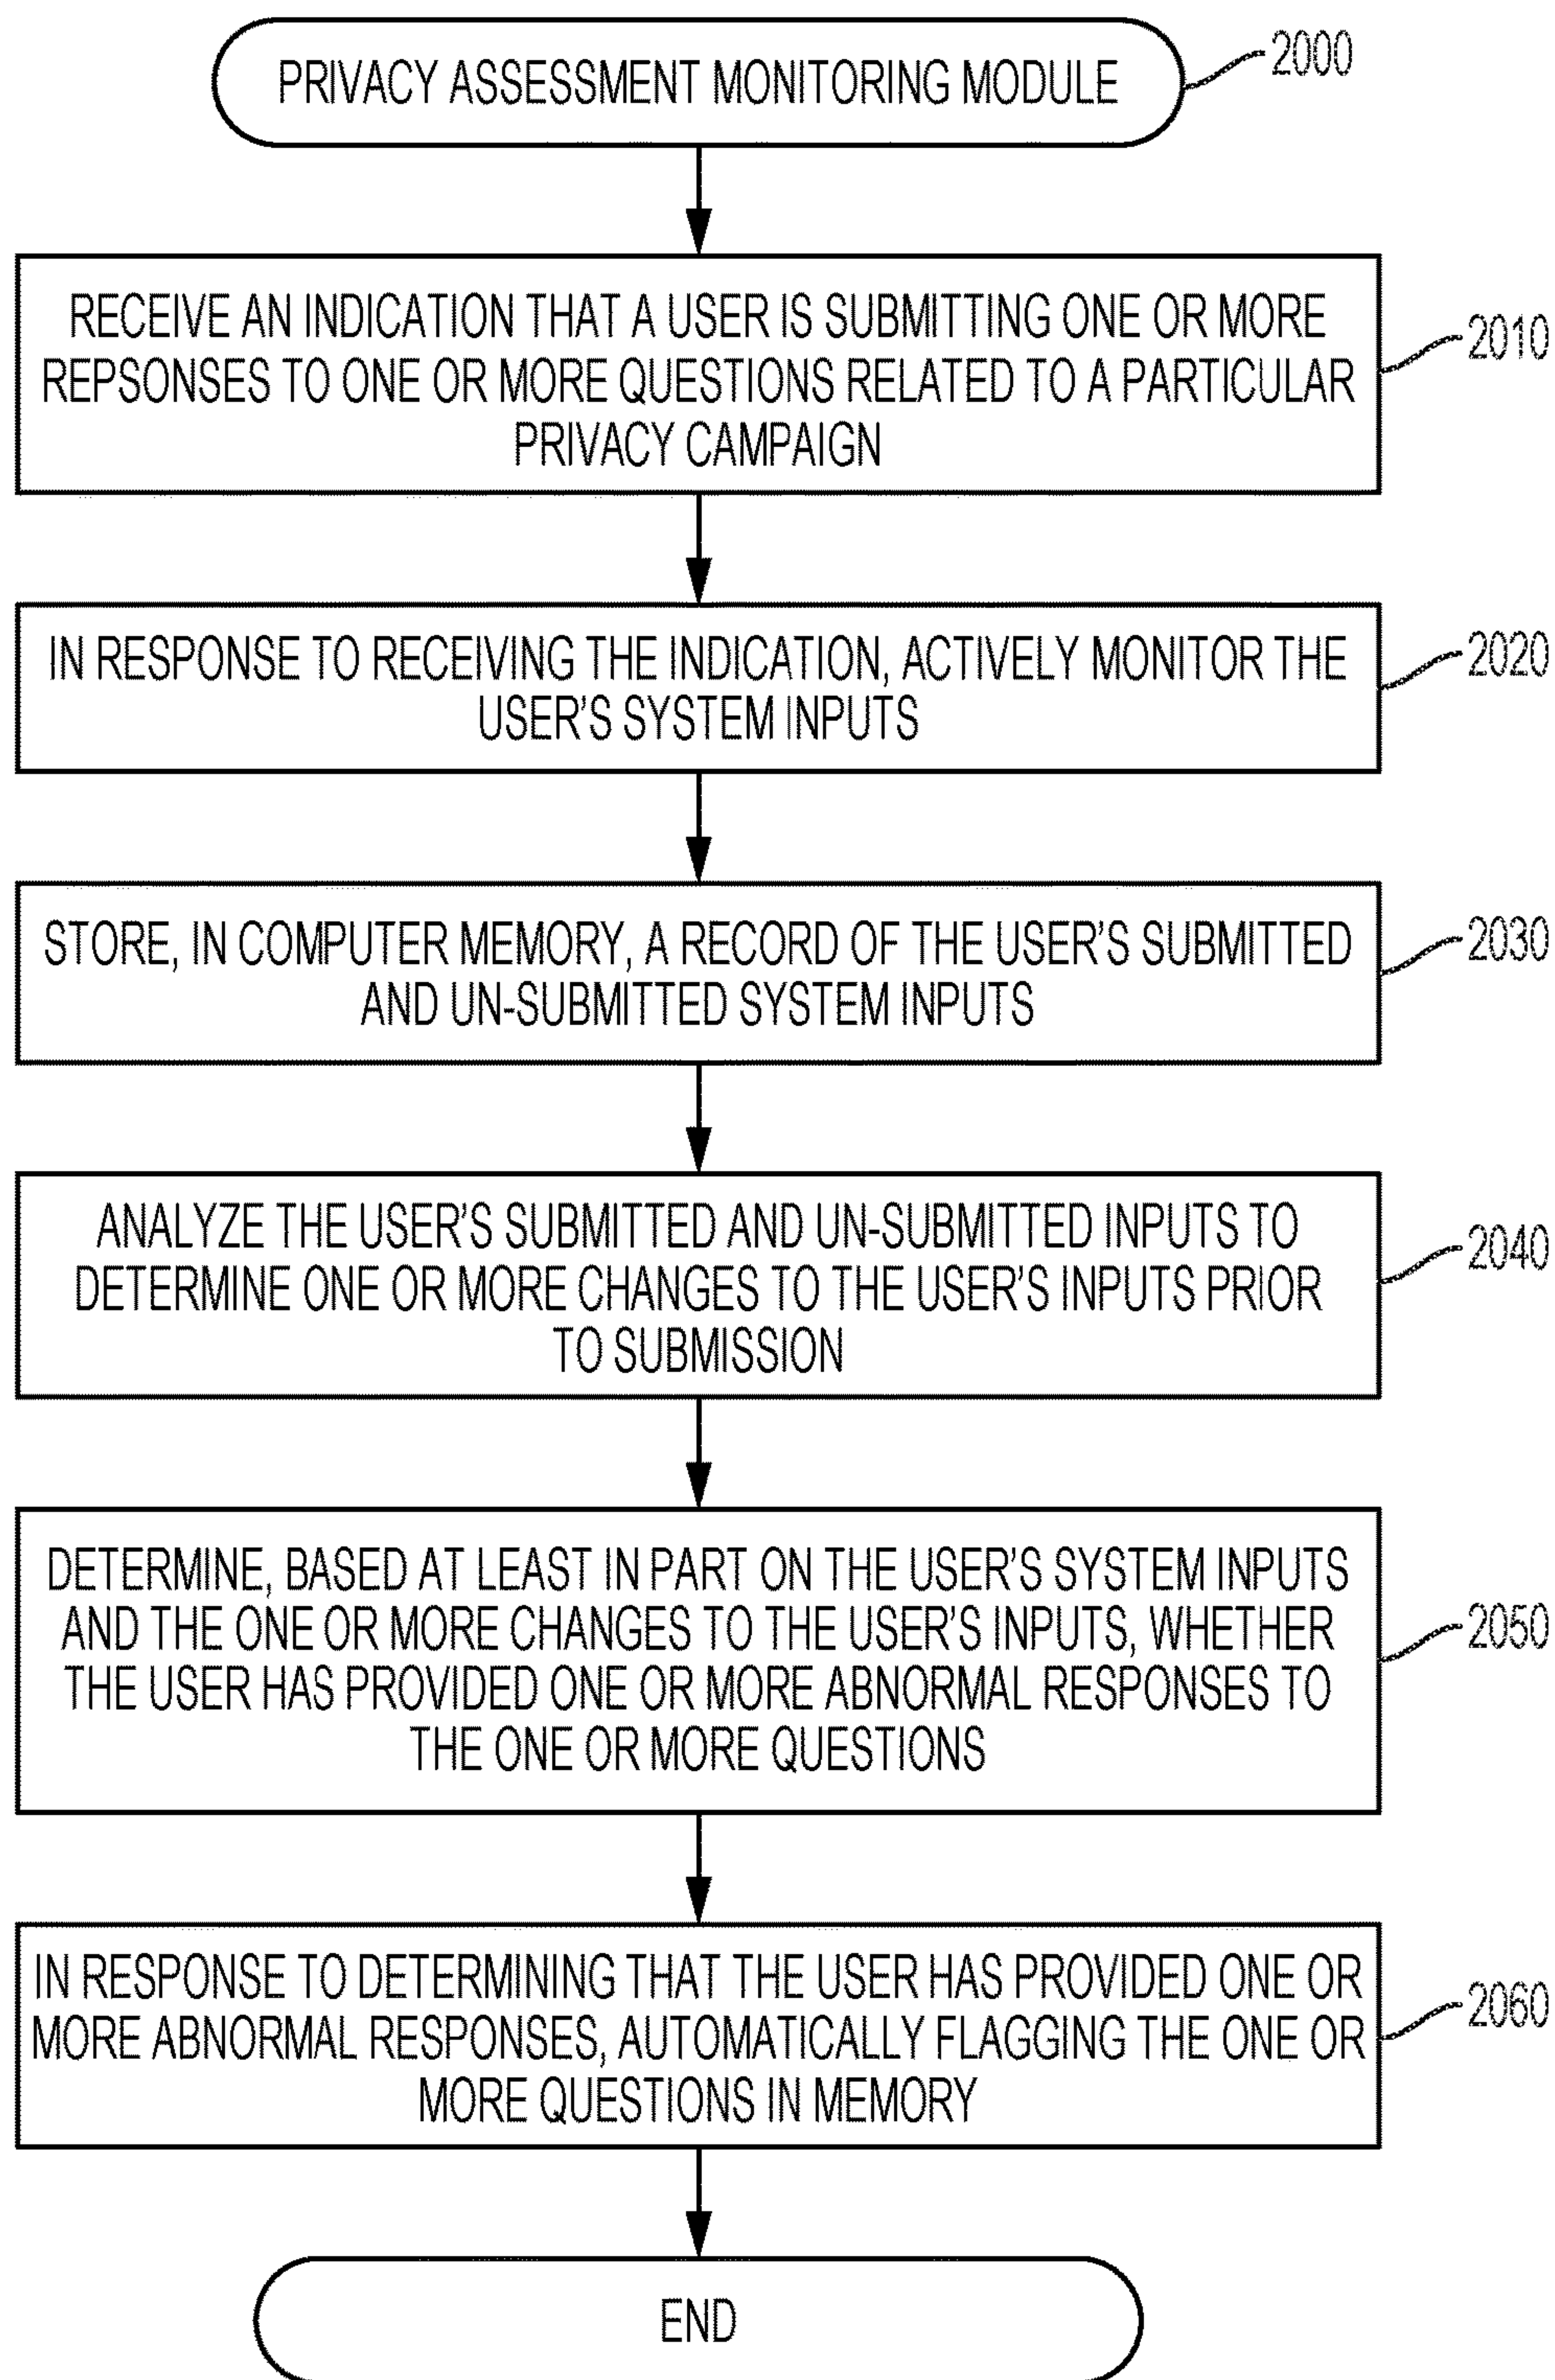 PRIVACY ASSESSMENT MONITORING MODULE
2000
RECEIVE AN INDICATION THAT A USER IS SUBMITTING ONE OR MORE
REPSONSES TO ONE OR MORE QUESTIONS RELATED TO A PARTICULAR
PRIVACY CAMPAIGN
2010
IN RESPONSE TO RECEIVING THE INDICATION, ACTIVELY MONITOR THE
USER'S SYSTEM INPUTS
2020
STORE, IN COMPUTER MEMORY, A RECORD OF THE USER'S SUBMITTED
AND UN-SUBMITTED SYSTEM INPUTS
2030
ANALYZE THE USER'S SUBMITTED AND UN-SUBMITTED INPUTS TO
DETERMINE ONE OR MORE CHANGES TO THE USER'S INPUTS PRIOR
TO SUBMISSION
2040
DETERMINE, BASED AT LEAST IN PART ON THE USER'S SYSTEM INPUTS
AND THE ONE OR MORE CHANGES TO THE USER'S INPUTS, WHETHER
THE USER HAS PROVIDED ONE OR MORE ABNORMAL RESPONSES TO
THE ONE OR MORE QUESTIONS
2050
IN RESPONSE TO DETERMINING THAT THE USER HAS PROVIDED ONE OR
MORE ABNORMAL RESPONSES, AUTOMATICALLY FLAGGING THE ONE OR
MORE QUESTIONS IN MEMORY
2060
END